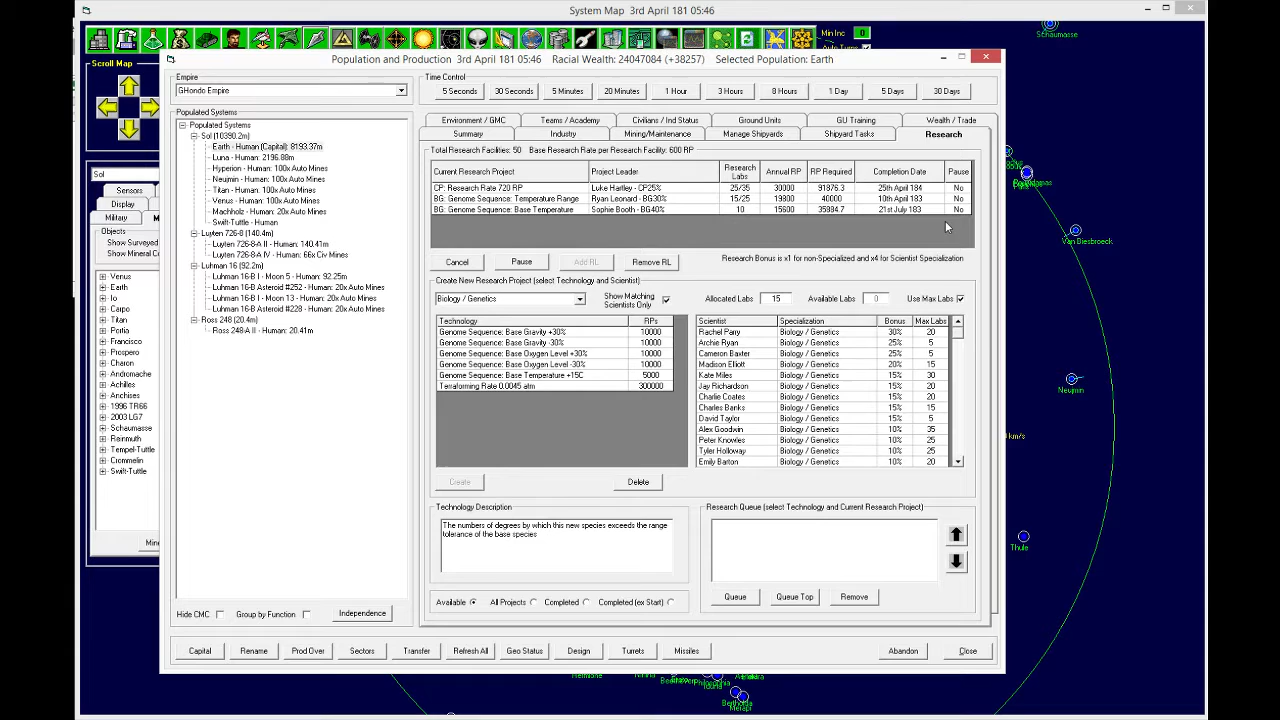 System Map 3rd April 181 05:46
Min Inc 0
Auto Turns
Scroll Map
Schaumasse
Population and Production 3rd April 181 05:46 Racial Wealth: 24047084 (+38257) Selected Population: Earth
Empire
GHondo Empire
Time Control
5 Seconds 30 Seconds 5 Minutes 20 Minutes 1 Hour 3 Hours 8 Hours 1 Day 5 Days 30 Days
Environment / GMC Teams / Academy Civilians / Ind Status Ground Units GU Training Wealth / Trade
Summary Industry Mining/Maintenance Manage Shipyards Shipyard Tasks Research
Populated Systems
Populated Systems
Sol (10390.2m)
Earth - Human (Capital): 8193.37m
Luna - Human: 2196.88m
Hyperion - Human: 100x Auto Mines
Neujmin - Human: 100x Auto Mines
Titan - Human: 100x Auto Mines
Venus - Human: 100x Auto Mines
Machholz - Human: 20x Auto Mines
Swift-Tuttle - Human
Luyten 726-8 (140.4m)
Luyten 726-8-A II - Human: 140.41m
Luyten 726-8-A IV - Human: 66x Civ Mines
Luhman 16 (92.2m)
Luhman 16-B I - Moon 5 - Human: 92.25m
Luhman 16-B Asteroid #252 - Human: 20x Auto Mines
Luhman 16-B I - Moon 13 - Human: 20x Auto Mines
Luhman 16-B Asteroid #228 - Human: 20x Auto Mines
Ross 248 (20.4m)
Ross 248-A II - Human: 20.41m
Hide CMC Group by Function Independence
Total Research Facilities: 50 Base Research Rate per Research Facility: 600 RP
Current Research Project Project Leader Research Labs Annual RP RP Required Completion Date Pause
CP: Research Rate 720 RP Luke Hartley - CP25% 25/35 30000 91876.1 25th April 184 No
BG: Genome Sequence: Temperature Range Ryan Leonard - BG30% 15/25 19800 40000 10th April 183 No
BG: Genome Sequence: Base Temperature Sophie Booth - BG40% 10 15600 35984.7 21st July 183 No
Cancel Pause Add RL Remove RL Research Bonus is x1 for non-Specialized and x4 for Scientist Specialization
Create New Research Project (select Technology and Scientist)
Biology / Genetics Show Matching Scientists Only Allocated Labs 15 Available Labs 0 Use Max Labs
Technology RPs
Genome Sequence: Base Gravity +30% 10000
Genome Sequence: Base Gravity -30% 10000
Genome Sequence: Base Oxygen Level +30% 10000
Genome Sequence: Base Oxygen Level -30% 10000
Genome Sequence: Base Temperature +15C 5000
Terraforming Rate 0.0045 atm 300000
Scientist Specialization Bonus Max Labs
Rachel Parry Biology / Genetics 30% 20
Archie Ryan Biology / Genetics 25% 5
Cameron Baxter Biology / Genetics 25% 5
Madison Elliott Biology / Genetics 20% 15
Kate Miles Biology / Genetics 15% 30
Jay Richardson Biology / Genetics 15% 20
Charlie Coates Biology / Genetics 15% 20
Charles Banks Biology / Genetics 15% 15
David Taylor Biology / Genetics 15% 5
Alex Goodwin Biology / Genetics 10% 35
Peter Knowles Biology / Genetics 10% 25
Tyler Holloway Biology / Genetics 10% 25
Emily Barton Biology / Genetics 10% 20
Create Delete
Technology Description
The numbers of degrees by which this new species exceeds the range
tolerance of the base species
Research Queue (select Technology and Current Research Project)
Queue Queue Top Remove
Available All Projects Completed Completed (ex Start)
Capital Rename Prod Over Sectors Transfer Refresh All Geo Status Design Turrets Missiles Abandon Close
Sol
Sensors
Display
Military M
Objects
Show Surveyed
Show Mineral C
Venus
Earth
Io
Carpo
Titan
Portia
Francisco
Prospero
Charon
Andromache
Achilles
Anchises
1996 TR66
2003 LG7
Schaumasse
Reinmuth
Tempel-Tuttle
Crommelin
Swift-Tuttle
Mine
Van Biesbroeck
Neujmin
km/s
Thule